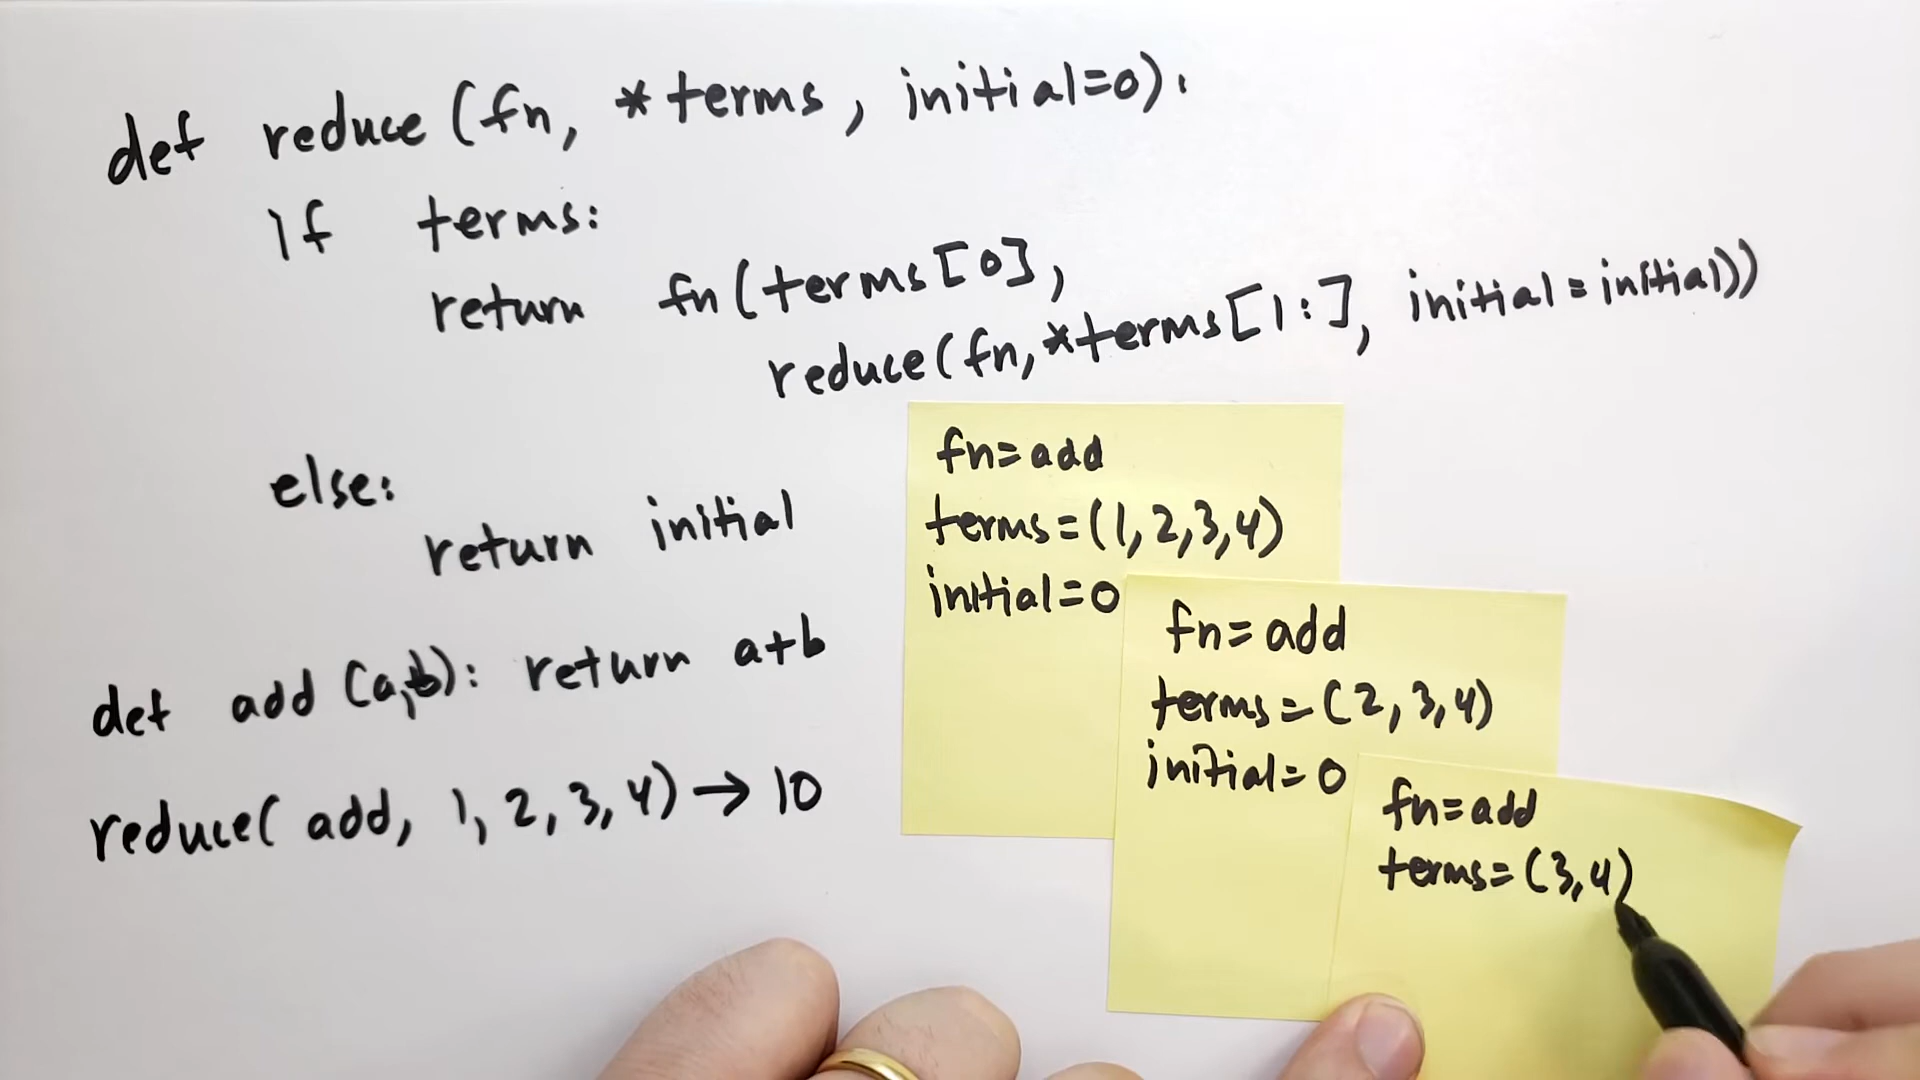 def reduce(fn, *terms, initial=0):
if terms:
return fn(terms[0],
reduce(fn,*terms[1:], initial=initial))
else:
return initial
def add (a,b): return a+b
reduce( add, 1, 2, 3, 4) → 10
fn=add
terms=(1,2,3,4)
initial=0
fn=add
terms=(2,3,4)
initial=0
fn=add
terms=(3,4)